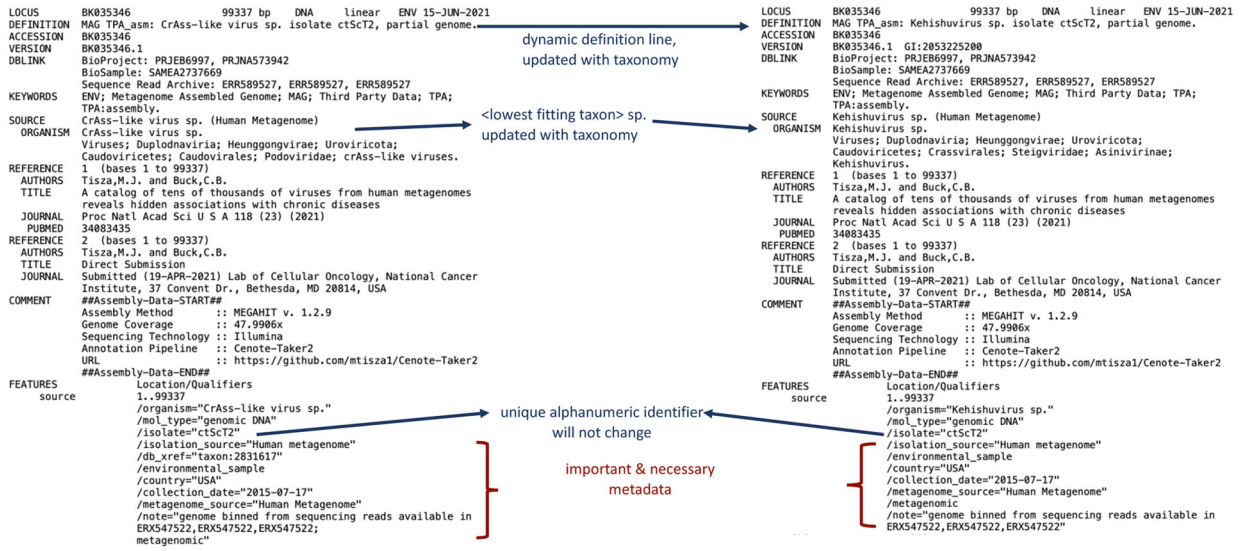 LOCUS BK035346 99337 bp DNA linear ENV 15-JUN-2021
DEFINITION MAG TPA_asm: CrAss-like virus sp. isolate ctScT2, partial genome.
ACCESSION BK035346
VERSION BK035346.1
DBLINK BioProject: PRJEB6997, PRJNA573942
BioSample: SAMEA2737669
Sequence Read Archive: ERR589527, ERR589527, ERR589527
KEYWORDS ENV; Metagenome Assembled Genome; MAG; Third Party Data; TPA;
TPA:assembly.
SOURCE CrAss-like virus sp. (Human Metagenome)
ORGANISM CrAss-like virus sp.
Viruses; Duplodnaviria; Heunggongvirae; Uroviricota;
Caudoviricetes; Caudovirales; Podoviridae; crAss-like viruses.
REFERENCE 1 (bases 1 to 99337)
AUTHORS Tisza,M.J. and Buck,C.B.
TITLE A catalog of tens of thousands of viruses from human metagenomes
reveals hidden associations with chronic diseases
JOURNAL Proc Natl Acad Sci U S A 118 (23) (2021)
PUBMED 34083435
REFERENCE 2 (bases 1 to 99337)
AUTHORS Tisza,M.J. and Buck,C.B.
TITLE Direct Submission
JOURNAL Submitted (19-APR-2021) Lab of Cellular Oncology, National Cancer
Institute, 37 Convent Dr., Bethesda, MD 20814, USA
COMMENT ##Assembly-Data-START##
Assembly Method :: MEGAHIT v. 1.2.9
Genome Coverage :: 47.9906x
Sequencing Technology :: Illumina
Annotation Pipeline :: Cenote-Taker2
URL :: https://github.com/mtisza1/Cenote-Taker2
##Assembly-Data-END##
FEATURES Location/Qualifiers
source 1..99337
/organism="CrAss-like virus sp."
/mol_type="genomic DNA"
/isolate="ctScT2"
/isolation_source="Human metagenome"
/db_xref="taxon:2831617"
/environmental_sample
/country="USA"
/collection_date="2015-07-17"
/metagenome_source="Human Metagenome"
/note="genome binned from sequencing reads available in
ERX547522,ERX547522,ERX547522;
metagenomic"
dynamic definition line,
updated with taxonomy
<lowest fitting taxon> sp.
updated with taxonomy
unique alphanumeric identifier
will not change
important & necessary
metadata
LOCUS BK035346 99337 bp DNA linear ENV 15-JUN-2021
DEFINITION MAG TPA_asm: Kehishuvirus sp. isolate ctScT2, partial genome.
ACCESSION BK035346
VERSION BK035346.1 GI:2053225200
DBLINK BioProject: PRJEB6997, PRJNA573942
BioSample: SAMEA2737669
Sequence Read Archive: ERR589527, ERR589527, ERR589527
KEYWORDS ENV; Metagenome Assembled Genome; MAG; Third Party Data; TPA;
TPA:assembly.
SOURCE Kehishuvirus sp. (Human Metagenome)
ORGANISM Kehishuvirus sp.
Viruses; Duplodnaviria; Heunggongvirae; Uroviricota;
Caudoviricetes; Crassvirales; Steigviridae; Asinivirinae;
Kehishuvirus.
REFERENCE 1 (bases 1 to 99337)
AUTHORS Tisza,M.J. and Buck,C.B.
TITLE A catalog of tens of thousands of viruses from human metagenomes
reveals hidden associations with chronic diseases
JOURNAL Proc Natl Acad Sci U S A 118 (23) (2021)
PUBMED 34083435
REFERENCE 2 (bases 1 to 99337)
AUTHORS Tisza,M.J. and Buck,C.B.
TITLE Direct Submission
JOURNAL Submitted (19-APR-2021) Lab of Cellular Oncology, National Cancer
Institute, 37 Convent Dr., Bethesda, MD 20814, USA
COMMENT ##Assembly-Data-START##
Assembly Method :: MEGAHIT v. 1.2.9
Genome Coverage :: 47.9906x
Sequencing Technology :: Illumina
Annotation Pipeline :: Cenote-Taker2
URL :: https://github.com/mtisza1/Cenote-Taker2
##Assembly-Data-END##
FEATURES Location/Qualifiers
source 1..99337
/organism="Kehishuvirus sp."
/mol_type="genomic DNA"
/isolate="ctScT2"
/isolation_source="Human metagenome"
/environmental_sample
/country="USA"
/collection_date="2015-07-17"
/metagenome_source="Human Metagenome"
/metagenomic
/note="genome binned from sequencing reads available in
ERX547522,ERX547522,ERX547522"